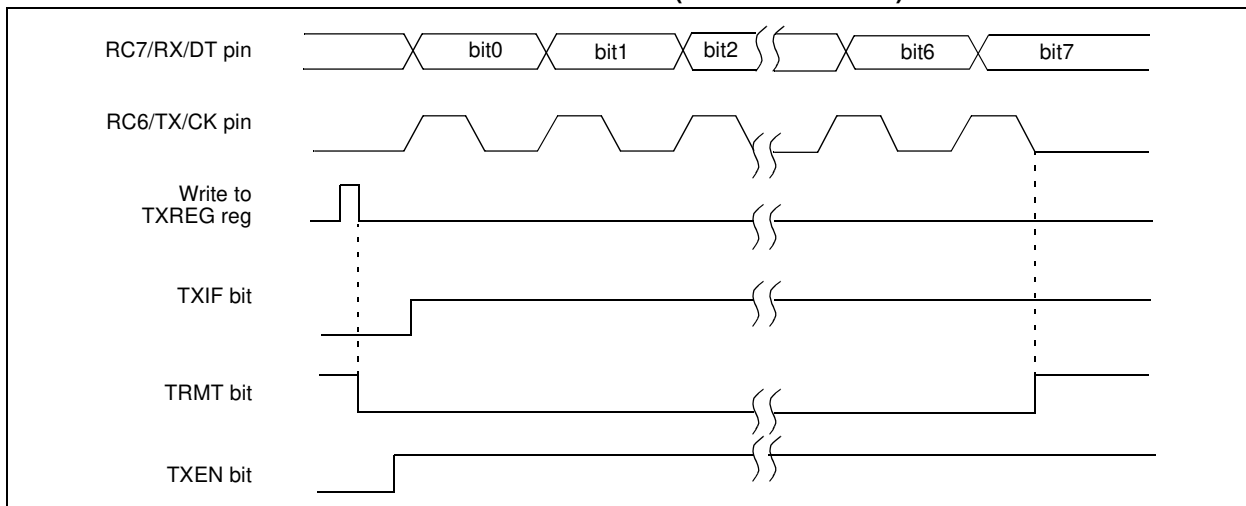 RC7/RX/DT pin
bit0
bit1
bit2
bit6
bit7
RC6/TX/CK pin
Write to
TXREG reg
TXIF bit
TRMT bit
TXEN bit